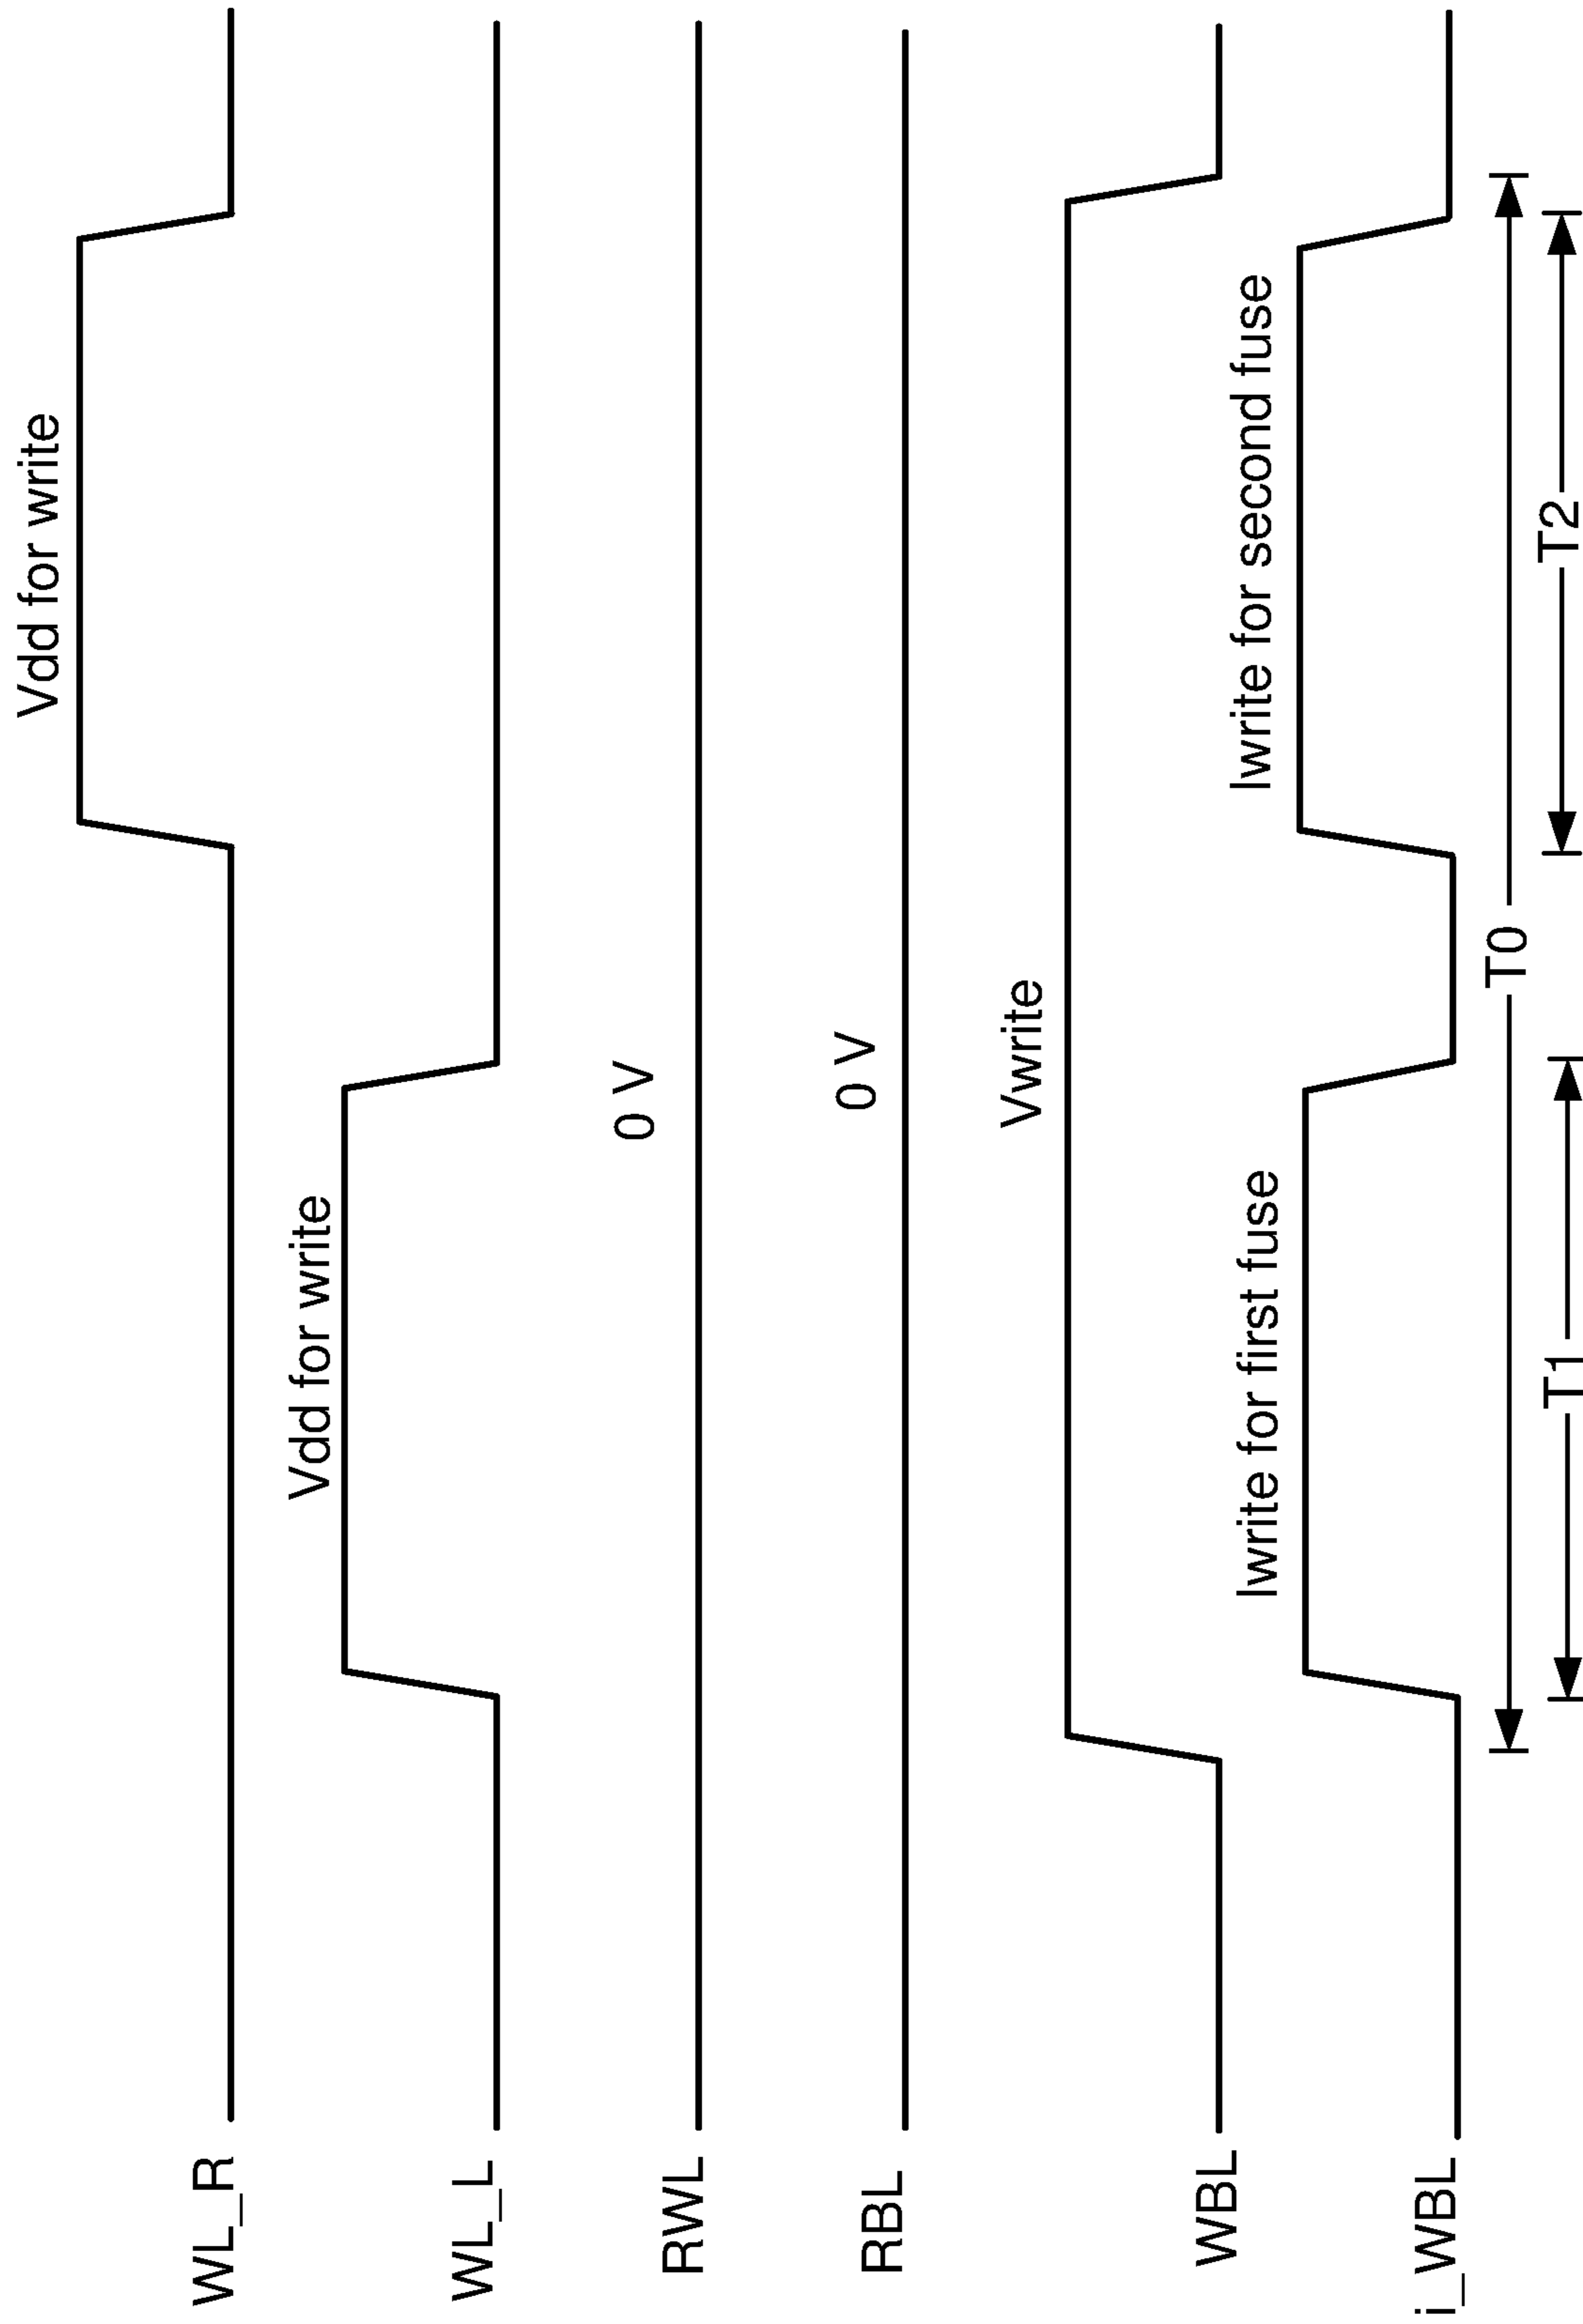 WL_R
Vdd for write
WL_L
Vdd for write
RWL
0 V
RBL
0 V
WBL
Vwrite
i_WBL
Iwrite for first fuse
Iwrite for second fuse
T0
T1
T2